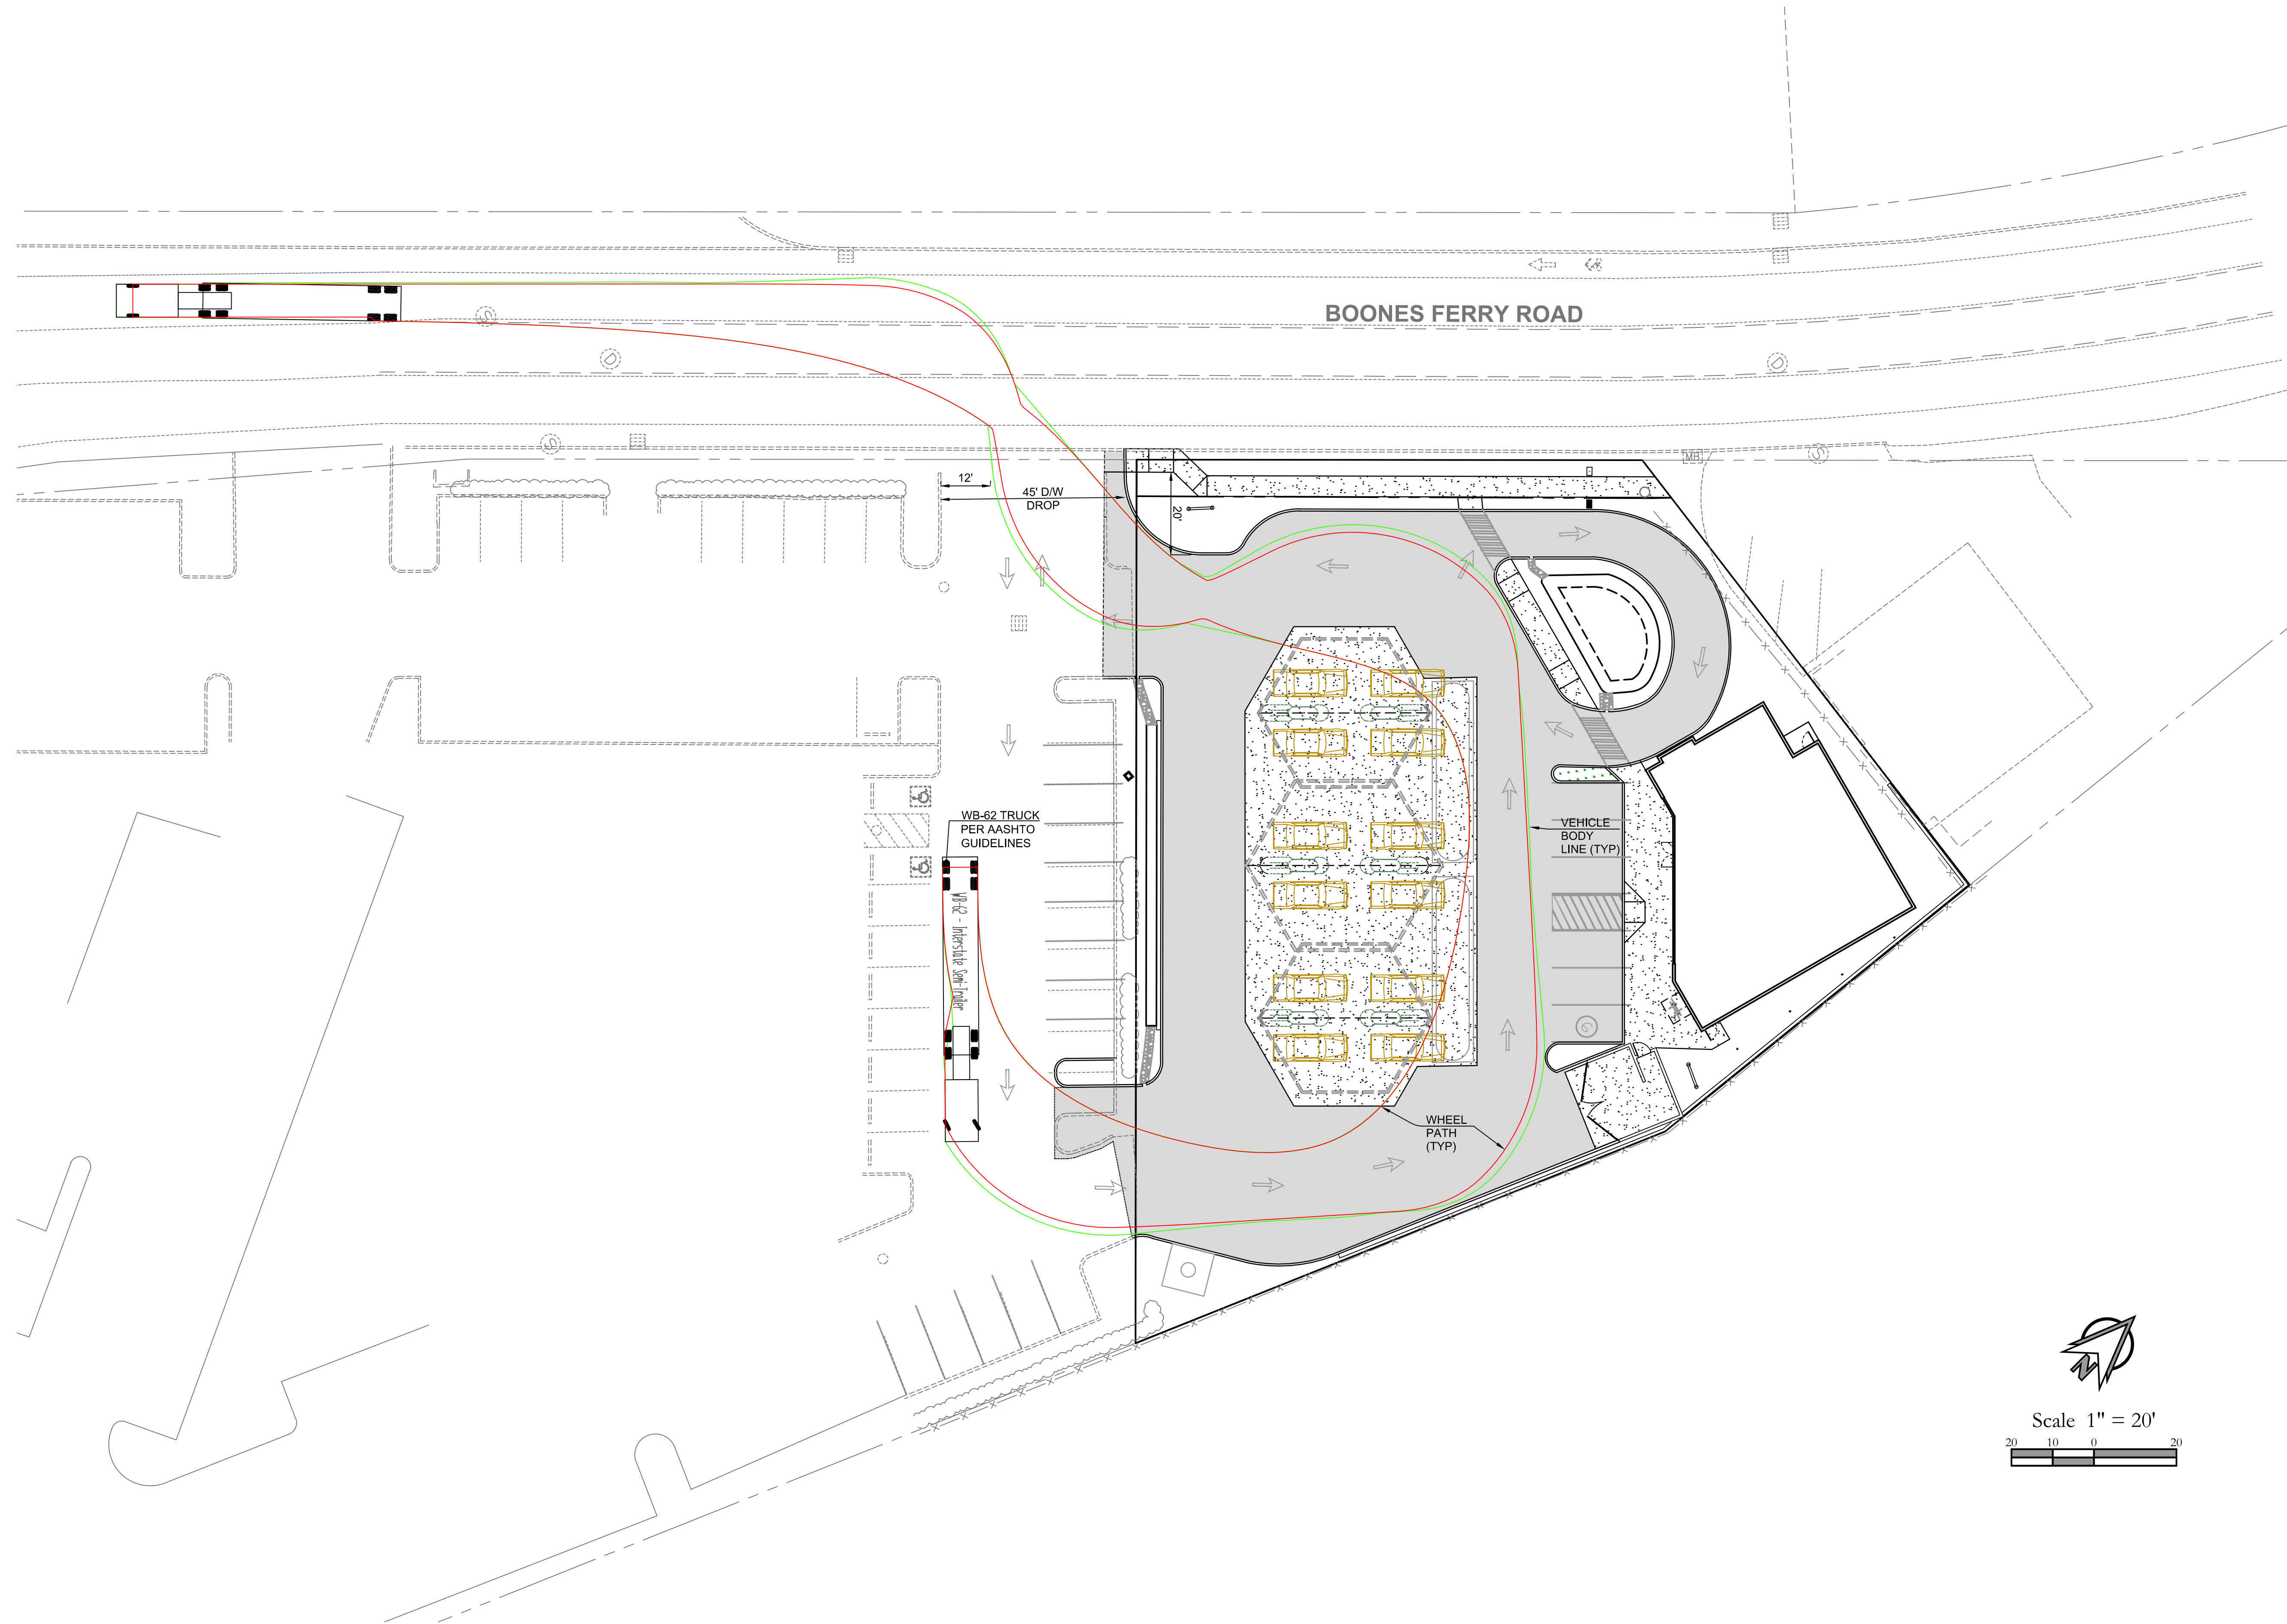 BOONES FERRY ROAD
S
D
D
S
S
MH
12'
45' D/W
DROP
20'
WB-62 TRUCK
PER AASHTO
GUIDELINES
WB-62 - Interstate Semi-Trailer
VEHICLE
BODY
LINE (TYP)
S
WHEEL
PATH
(TYP)
N
Scale 1" = 20'
20 10 0 20